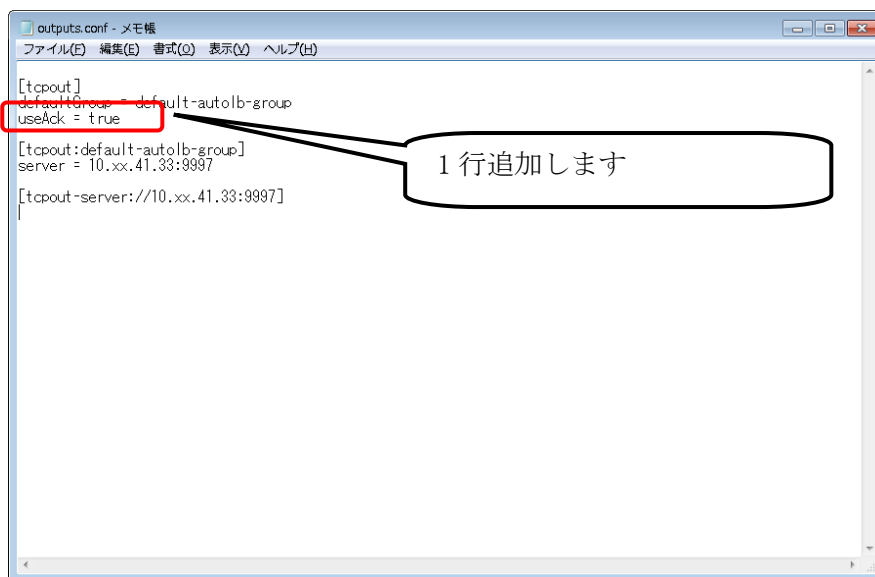 outputs.conf - メモ帳
ファイル(F) 編集(E) 書式(O) 表示(V) ヘルプ(H)
[tcpout]
defaultGroup = default-autolb-group
useAck = true
[tcpout:default-autolb-group]
server = 10.xx.41.33:9997
[tcpout-server://10.xx.41.33:9997]
1 行追加します